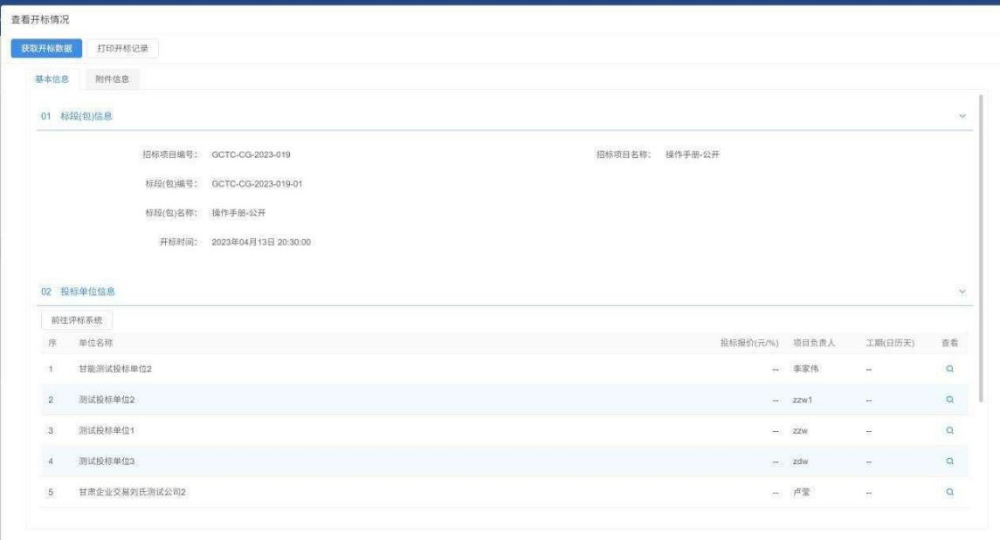 查看开标情况
获取开标数据 打印开标记录
基本信息 附件信息
01 标段(包)信息
招标项目编号： GCTC-CG-2023-019 招标项目名称： 操作手册-公开
标段(包)编号： GCTC-CG-2023-019-01
标段(包)名称： 操作手册-公开
开标时间： 2023年04月13日 20:30:00
02 投标单位信息
前往评标系统
序 单位名称 投标报价(元/%) 项目负责人 工期(日历天) 查看
1 甘能测试投标单位2 -- 李家伟 --
2 测试投标单位2 -- zzw1 --
3 测试投标单位1 -- zzw --
4 测试投标单位3 -- zdw --
5 甘肃企业交易刘氏测试公司2 -- 卢莹 --